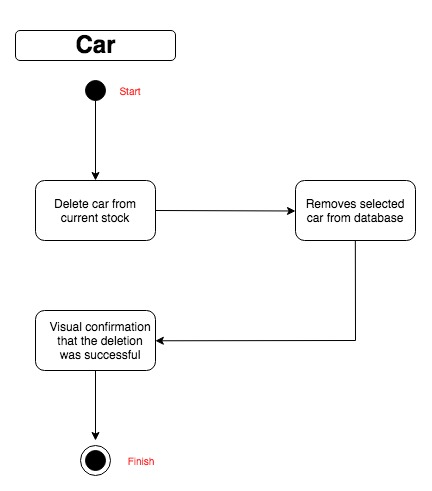 Car
Start
Delete car from
current stock
Removes selected
car from database
Visual confirmation
that the deletion
was successful
Finish